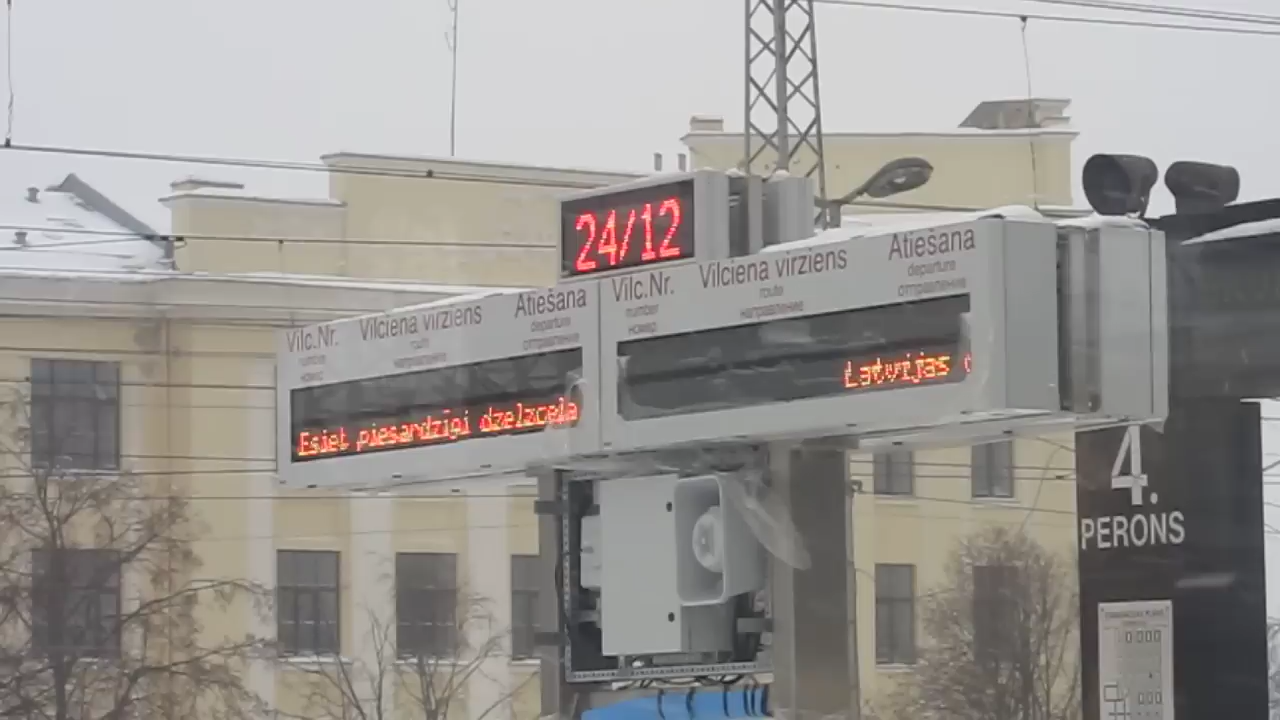 24/12
Vilc.Nr. Vilciena virziens Atiešana
number route departure
номер направление отправление
Esiet piesardzīgi dzelzceļa
Vilc.Nr. Vilciena virziens Atiešana
number route departure
номер направление отправление
Latvijas
4.
PERONS